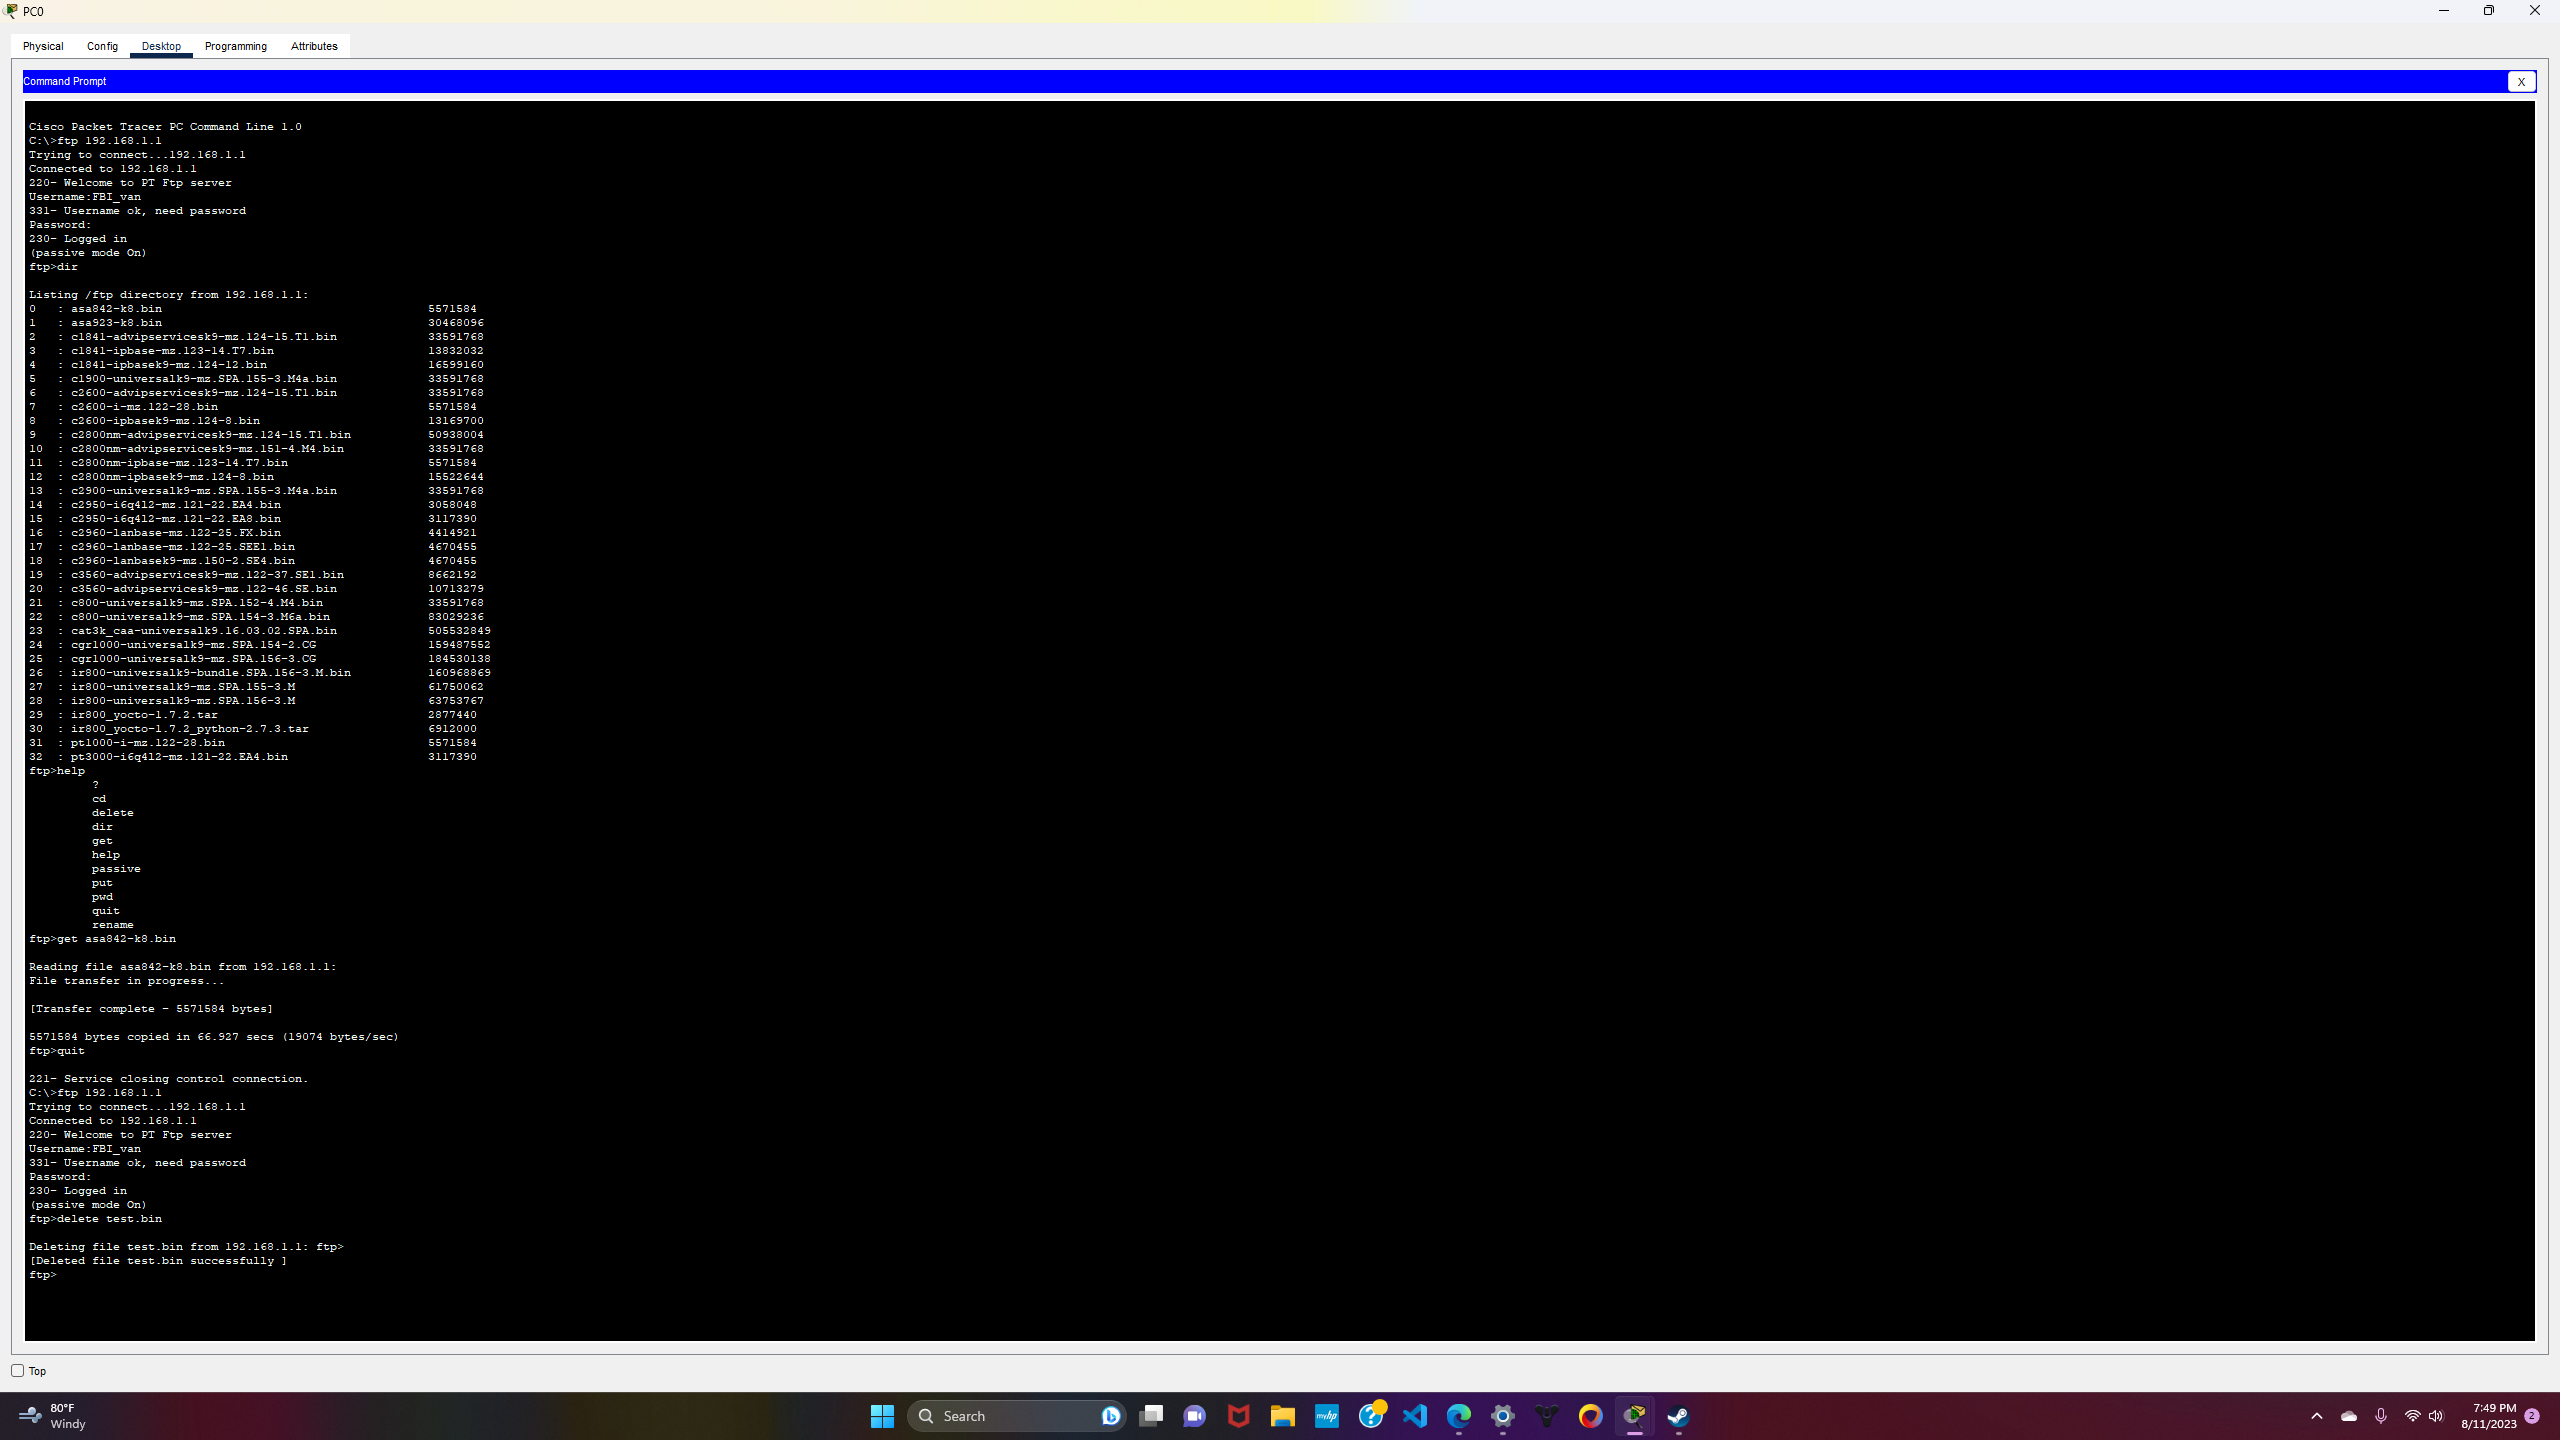 PC0
Physical Config Desktop Programming Attributes
Command Prompt X
Cisco Packet Tracer PC Command Line 1.0
C:\>ftp 192.168.1.1
Trying to connect...192.168.1.1
Connected to 192.168.1.1
220- Welcome to PT Ftp server
Username:FBI_van
331- Username ok, need password
Password:
230- Logged in
(passive mode On)
ftp>dir
Listing /ftp directory from 192.168.1.1:
0 : asa842-k8.bin 5571584
1 : asa923-k8.bin 30468096
2 : c1841-advipservicesk9-mz.124-15.T1.bin 33591768
3 : c1841-ipbase-mz.123-14.T7.bin 13832032
4 : c1841-ipbasek9-mz.124-12.bin 16599160
5 : c1900-universalk9-mz.SPA.155-3.M4a.bin 33591768
6 : c2600-advipservicesk9-mz.124-15.T1.bin 33591768
7 : c2600-i-mz.122-28.bin 5571584
8 : c2600-ipbasek9-mz.124-8.bin 13169700
9 : c2800nm-advipservicesk9-mz.124-15.T1.bin 50938004
10 : c2800nm-advipservicesk9-mz.151-4.M4.bin 33591768
11 : c2800nm-ipbase-mz.123-14.T7.bin 5571584
12 : c2800nm-ipbasek9-mz.124-8.bin 15522644
13 : c2900-universalk9-mz.SPA.155-3.M4a.bin 33591768
14 : c2950-i6q4l2-mz.121-22.EA4.bin 3058048
15 : c2950-i6q4l2-mz.121-22.EA8.bin 3117390
16 : c2960-lanbase-mz.122-25.FX.bin 4414921
17 : c2960-lanbase-mz.122-25.SEE1.bin 4670455
18 : c2960-lanbasek9-mz.150-2.SE4.bin 4670455
19 : c3560-advipservicesk9-mz.122-37.SE1.bin 8662192
20 : c3560-advipservicesk9-mz.122-46.SE.bin 10713279
21 : c800-universalk9-mz.SPA.152-4.M4.bin 33591768
22 : c800-universalk9-mz.SPA.154-3.M6a.bin 83029236
23 : cat3k_caa-universalk9.16.03.02.SPA.bin 505532849
24 : cgr1000-universalk9-mz.SPA.154-2.CG 159487552
25 : cgr1000-universalk9-mz.SPA.156-3.CG 184530138
26 : ir800-universalk9-bundle.SPA.156-3.M.bin 160968869
27 : ir800-universalk9-mz.SPA.155-3.M 61750062
28 : ir800-universalk9-mz.SPA.156-3.M 63753767
29 : ir800_yocto-1.7.2.tar 2877440
30 : ir800_yocto-1.7.2_python-2.7.3.tar 6912000
31 : pt1000-i-mz.122-28.bin 5571584
32 : pt3000-i6q4l2-mz.121-22.EA4.bin 3117390
ftp>help
?
cd
delete
dir
get
help
passive
put
pwd
quit
rename
ftp>get asa842-k8.bin
Reading file asa842-k8.bin from 192.168.1.1:
File transfer in progress...
[Transfer complete - 5571584 bytes]
5571584 bytes copied in 66.927 secs (19074 bytes/sec)
ftp>quit
221- Service closing control connection.
C:\>ftp 192.168.1.1
Trying to connect...192.168.1.1
Connected to 192.168.1.1
220- Welcome to PT Ftp server
Username:FBI_van
331- Username ok, need password
Password:
230- Logged in
(passive mode On)
ftp>delete test.bin
Deleting file test.bin from 192.168.1.1: ftp>
[Deleted file test.bin successfully ]
ftp>
Top
80°F
Windy
Search
myhp
7:49 PM
8/11/2023
2